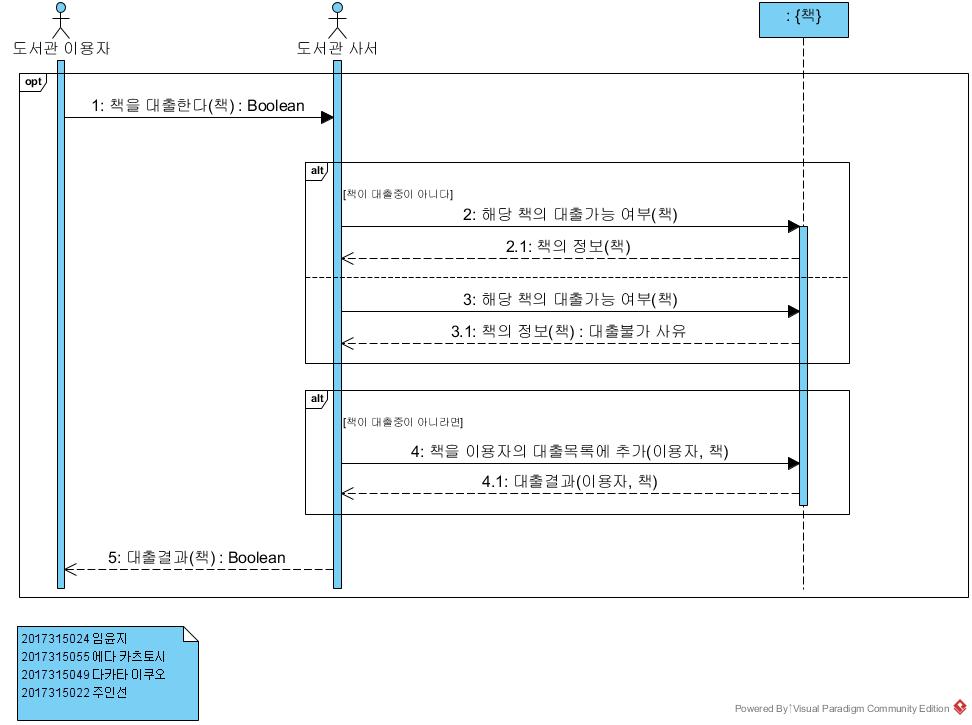 도서관 이용자
도서관 사서
: {책}
opt
1: 책을 대출한다(책) : Boolean
alt
[책이 대출중이 아니다]
2: 해당 책의 대출가능 여부(책)
2.1: 책의 정보(책)
3: 해당 책의 대출가능 여부(책)
3.1: 책의 정보(책) : 대출불가 사유
alt
[책이 대출중이 아니라면]
4: 책을 이용자의 대출목록에 추가(이용자, 책)
4.1: 대출결과(이용자, 책)
5: 대출결과(책) : Boolean
2017315024 임윤지
2017315055 에다 카츠토시
2017315049 다카타 이쿠오
2017315022 주인선
Powered By Visual Paradigm Community Edition